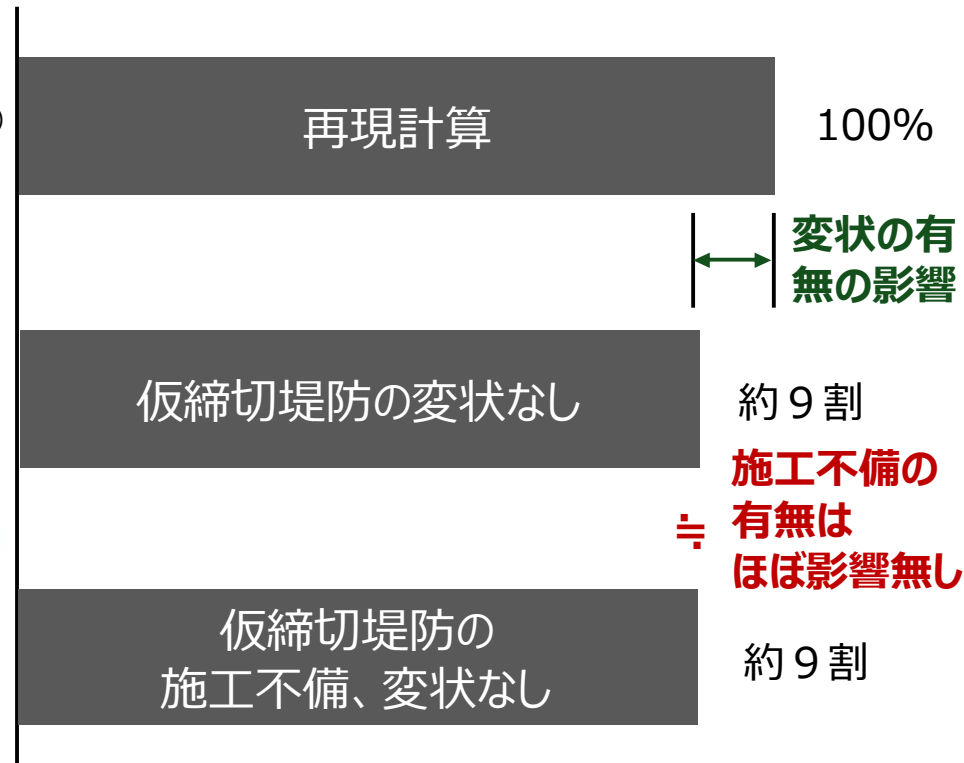 再現計算
100%
変状の有
無の影響
仮締切堤防の変状なし
約９割
施工不備の
≒ 有無は
ほぼ影響無し
仮締切堤防の
施工不備、変状なし
約９割